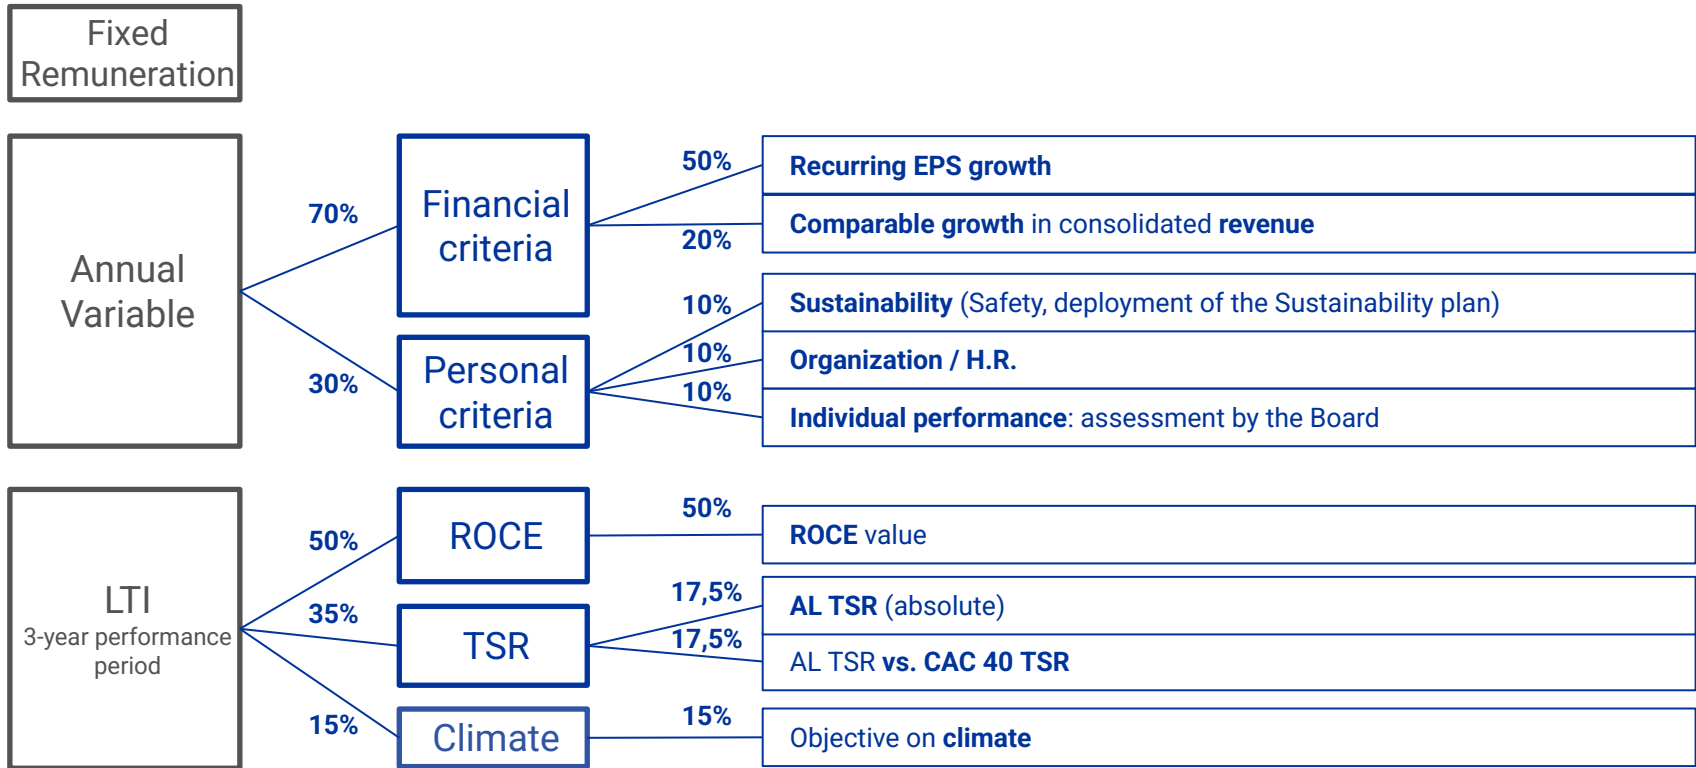 Fixed
Remuneration
Annual
Variable
70%
30%
Financial
criteria
50%
20%
Recurring EPS growth
Comparable growth in consolidated revenue
Personal
criteria
10%
10%
10%
Sustainability (Safety, deployment of the Sustainability plan)
Organization / H.R.
Individual performance: assessment by the Board
LTI
3-year performance
period
50%
35%
15%
ROCE
50%
ROCE value
TSR
17,5%
17,5%
AL TSR (absolute)
AL TSR vs. CAC 40 TSR
Climate
15%
Objective on climate